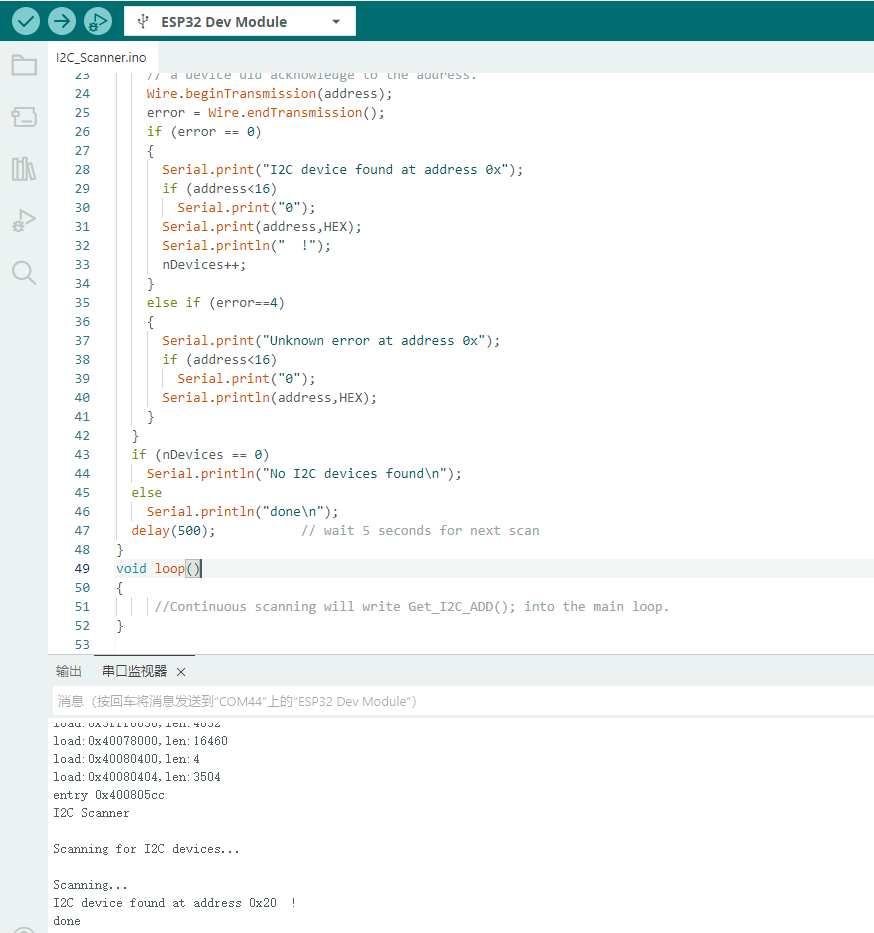 ESP32 Dev Module
I2C_Scanner.ino
23 // a device did acknowledge to the address.
24 Wire.beginTransmission(address);
25 error = Wire.endTransmission();
26 if (error == 0)
27 {
28 Serial.print("I2C device found at address 0x");
29 if (address<16)
30 Serial.print("0");
31 Serial.print(address,HEX);
32 Serial.println("  !");
33 nDevices++;
34 }
35 else if (error==4)
36 {
37 Serial.print("Unknown error at address 0x");
38 if (address<16)
39 Serial.print("0");
40 Serial.println(address,HEX);
41 }
42 }
43 if (nDevices == 0)
44 Serial.println("No I2C devices found\n");
45 else
46 Serial.println("done\n");
47 delay(500); // wait 5 seconds for next scan
48 }
49 void loop()
50 {
51 //Continuous scanning will write Get_I2C_ADD(); into the main loop.
52 }
53
输出 串口监视器 ×
消息（按回车将消息发送到"COM44"上的"ESP32 Dev Module"）
load:0x40078000,len:16460
load:0x40080400,len:4
load:0x40080404,len:3504
entry 0x400805cc
I2C Scanner
Scanning for I2C devices...
Scanning...
I2C device found at address 0x20  !
done